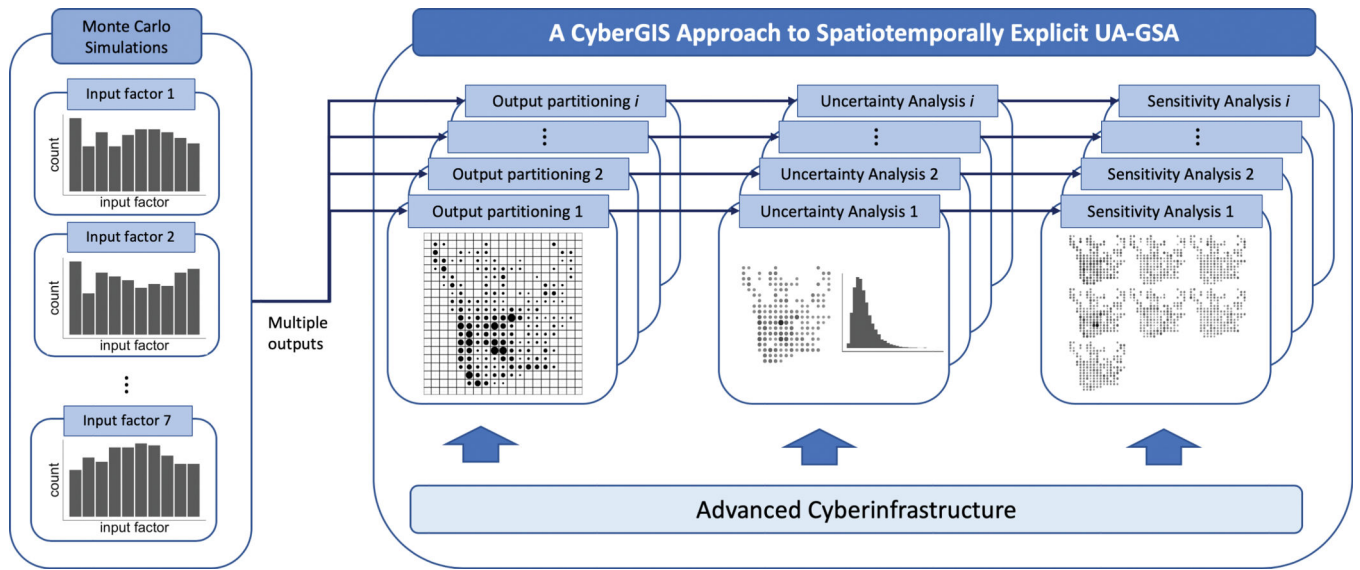 Monte Carlo
Simulations
Input factor 1
count
input factor
Input factor 2
count
input factor
⋮
Input factor 7
count
input factor
Multiple
outputs
A CyberGIS Approach to Spatiotemporally Explicit UA-GSA
Output partitioning i
Uncertainty Analysis i
Sensitivity Analysis i
⋮
⋮
⋮
Output partitioning 2
Uncertainty Analysis 2
Sensitivity Analysis 2
Output partitioning 1
Uncertainty Analysis 1
Sensitivity Analysis 1
Advanced Cyberinfrastructure